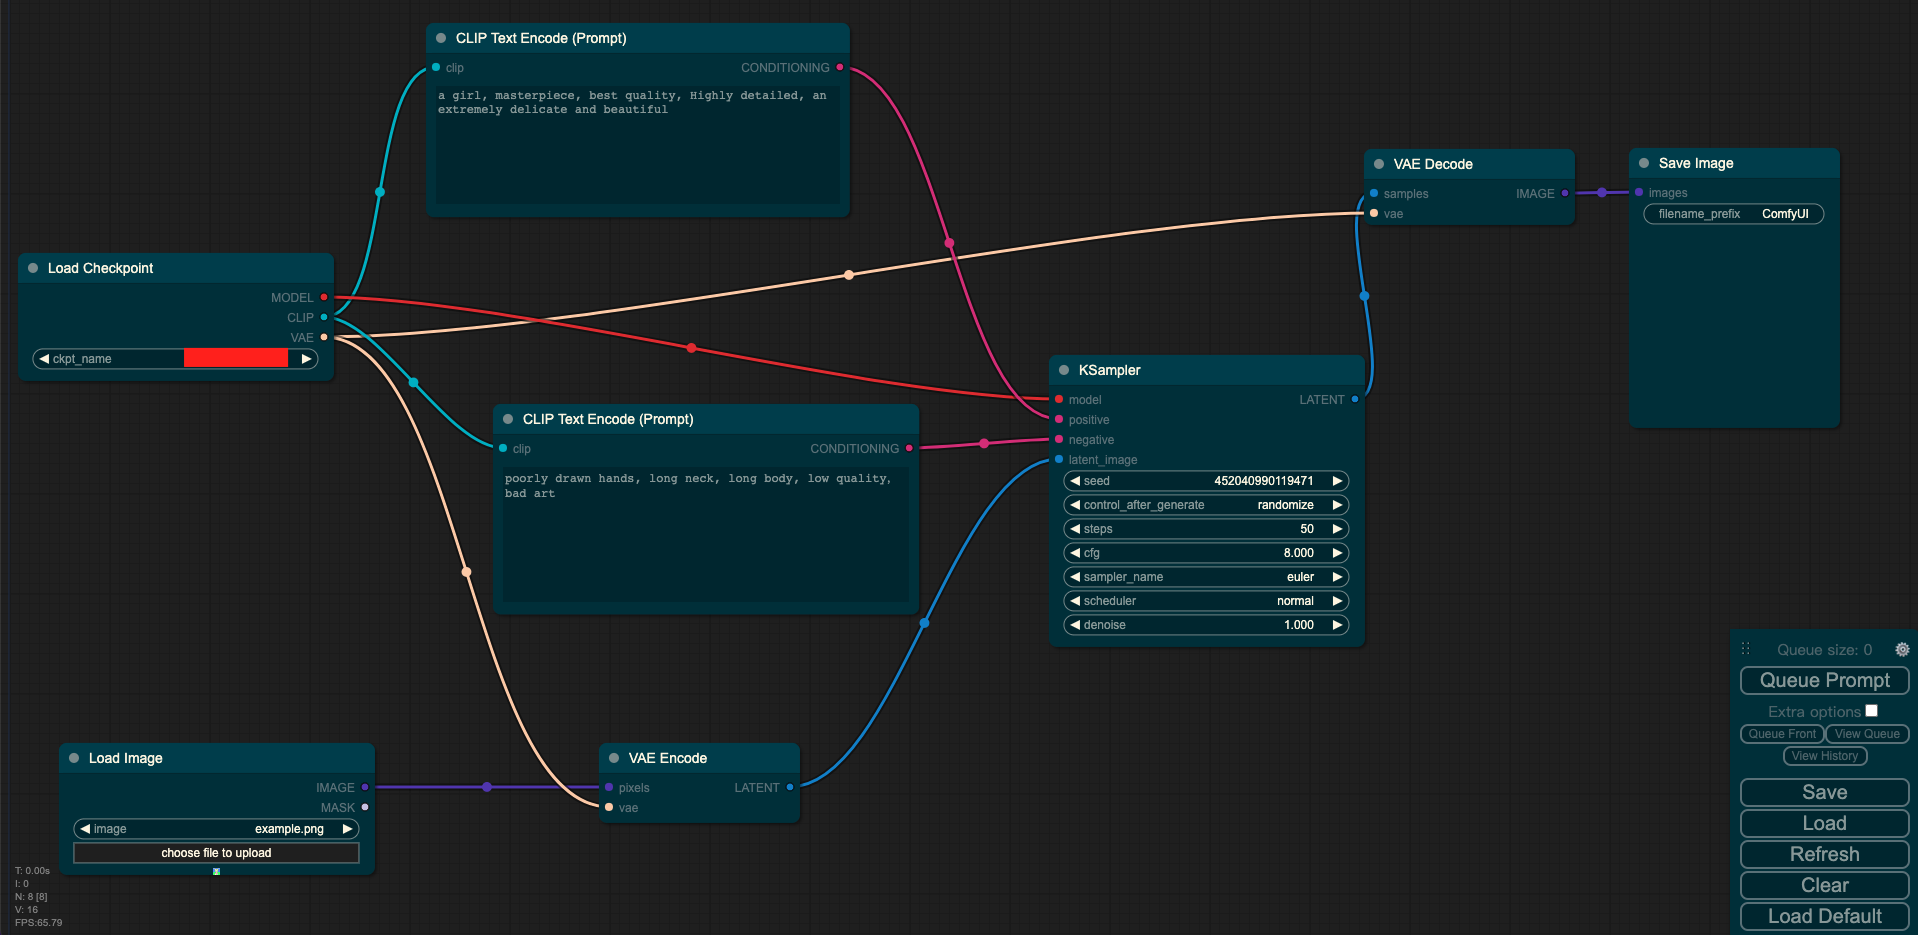 CLIP Text Encode (Prompt)
clip
CONDITIONING
a girl, masterpiece, best quality, Highly detailed, an
extremely delicate and beautiful
VAE Decode
samples
IMAGE
vae
Save Image
images
filename_prefix ComfyUI
Load Checkpoint
MODEL
CLIP
VAE
ckpt_name
KSampler
model
LATENT
positive
negative
latent_image
seed 452040990119471
control_after_generate randomize
steps 50
cfg 8.000
sampler_name euler
scheduler normal
denoise 1.000
CLIP Text Encode (Prompt)
clip
CONDITIONING
poorly drawn hands, long neck, long body, low quality,
bad art
Load Image
IMAGE
MASK
image example.png
choose file to upload
VAE Encode
pixels
LATENT
vae
Queue size: 0
Queue Prompt
Extra options
Queue Front
View Queue
View History
Save
Load
Refresh
Clear
Load Default
T: 0.00s
I: 0
N: 8 [8]
V: 16
FPS:65.79